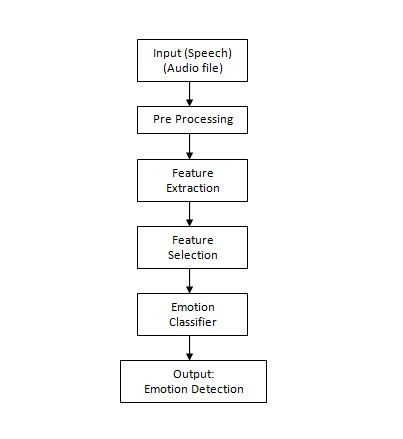 Input (Speech)
(Audio file)
Pre Processing
Feature
Extraction
Feature
Selection
Emotion
Classifier
Output:
Emotion Detection